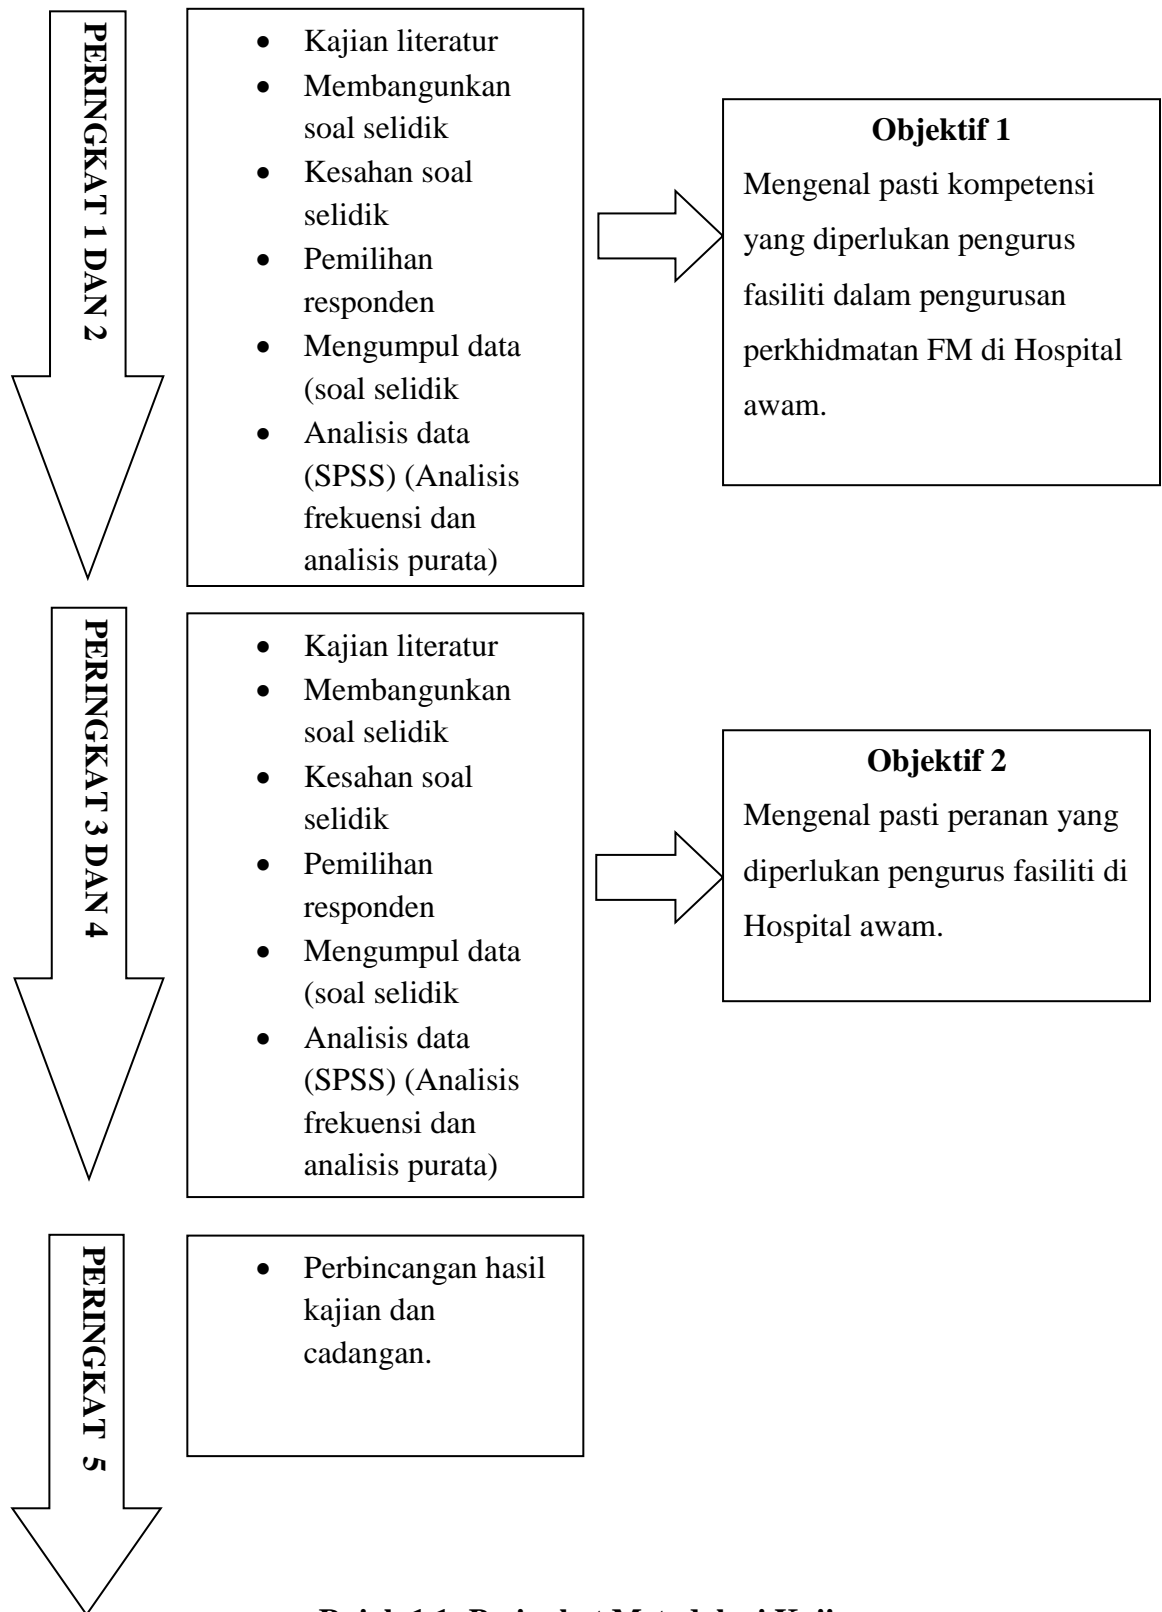 PERINGKAT 1 DAN 2
• Kajian literatur
• Membangunkan
soal selidik
• Kesahan soal
selidik
• Pemilihan
responden
• Mengumpul data
(soal selidik
• Analisis data
(SPSS) (Analisis
frekuensi dan
analisis purata)
Objektif 1
Mengenal pasti kompetensi
yang diperlukan pengurus
fasiliti dalam pengurusan
perkhidmatan FM di Hospital
awam.
PERINGKAT 3 DAN 4
• Kajian literatur
• Membangunkan
soal selidik
• Kesahan soal
selidik
• Pemilihan
responden
• Mengumpul data
(soal selidik
• Analisis data
(SPSS) (Analisis
frekuensi dan
analisis purata)
Objektif 2
Mengenal pasti peranan yang
diperlukan pengurus fasiliti di
Hospital awam.
PERINGKAT 5
• Perbincangan hasil
kajian dan
cadangan.